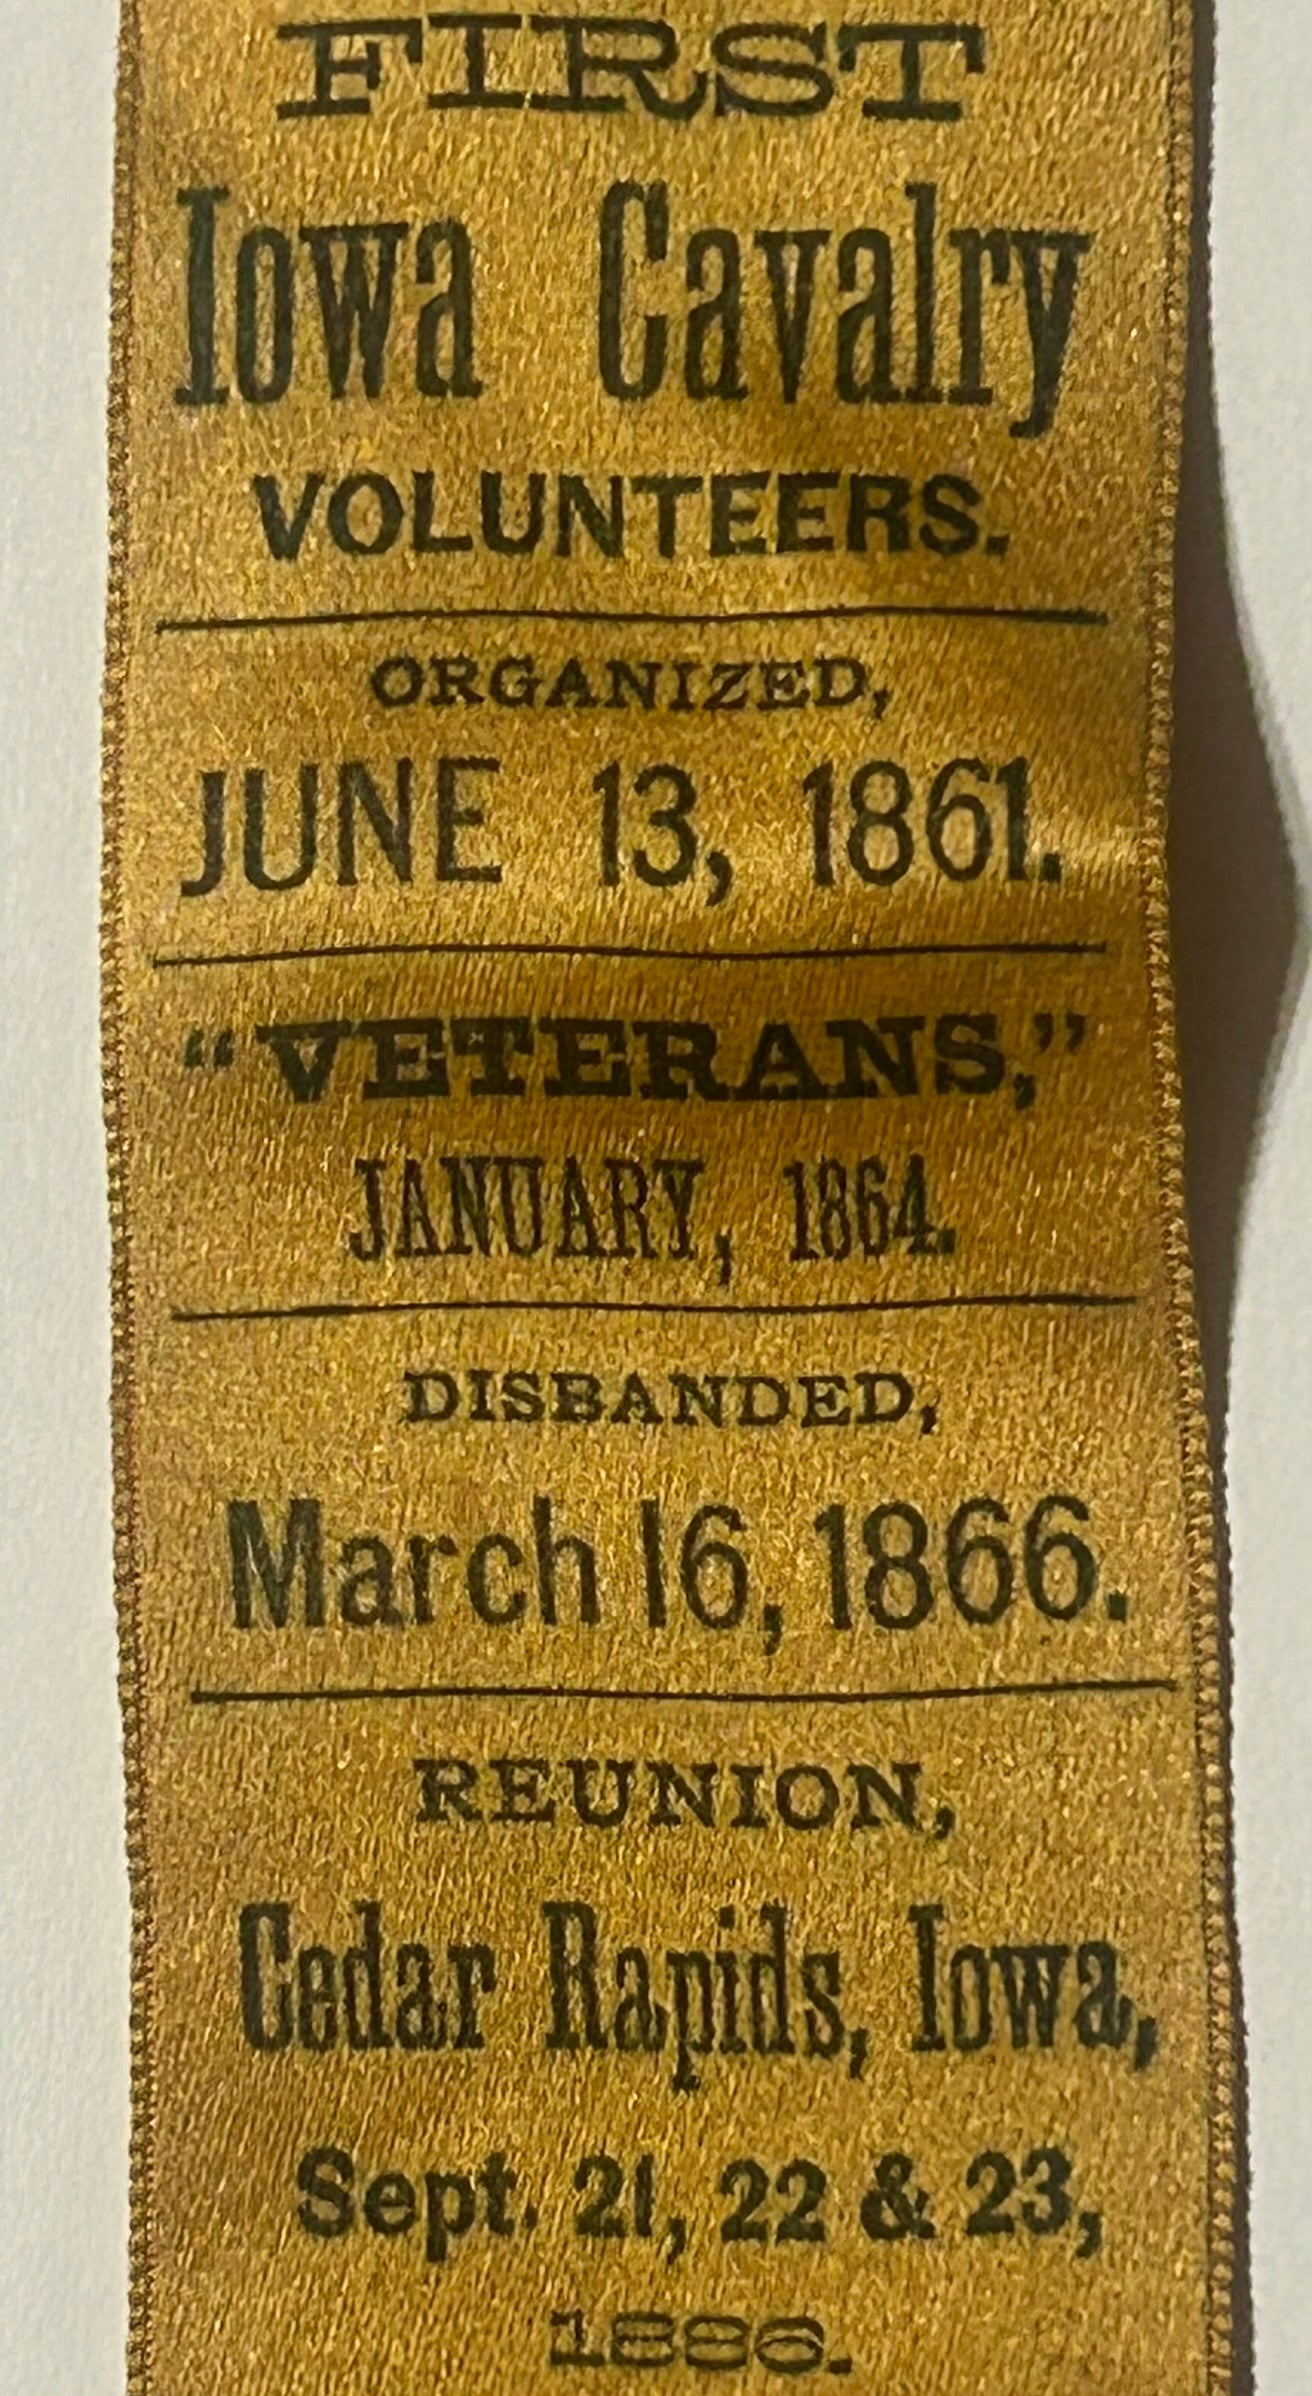 FIRST
Iowa Cavalry
VOLUNTEERS.
ORGANIZED,
JUNE 13, 1861.
"VETERANS,"
JANUARY, 1864.
DISBANDED,
March 16, 1866.
REUNION,
Cedar Rapids, Iowa,
Sept. 21, 22 & 23,
1886.